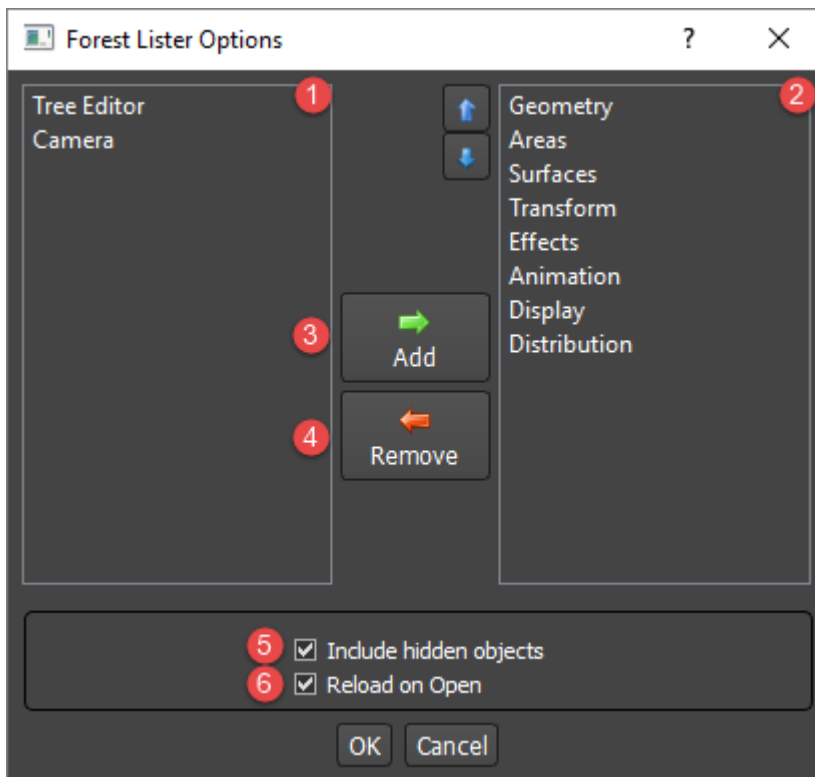 Forest Lister Options ? ×
1
Tree Editor
Camera
2
Geometry
Areas
Surfaces
Transform
Effects
Animation
Display
Distribution
3
Add
4
Remove
5 Include hidden objects
6 Reload on Open
OK Cancel